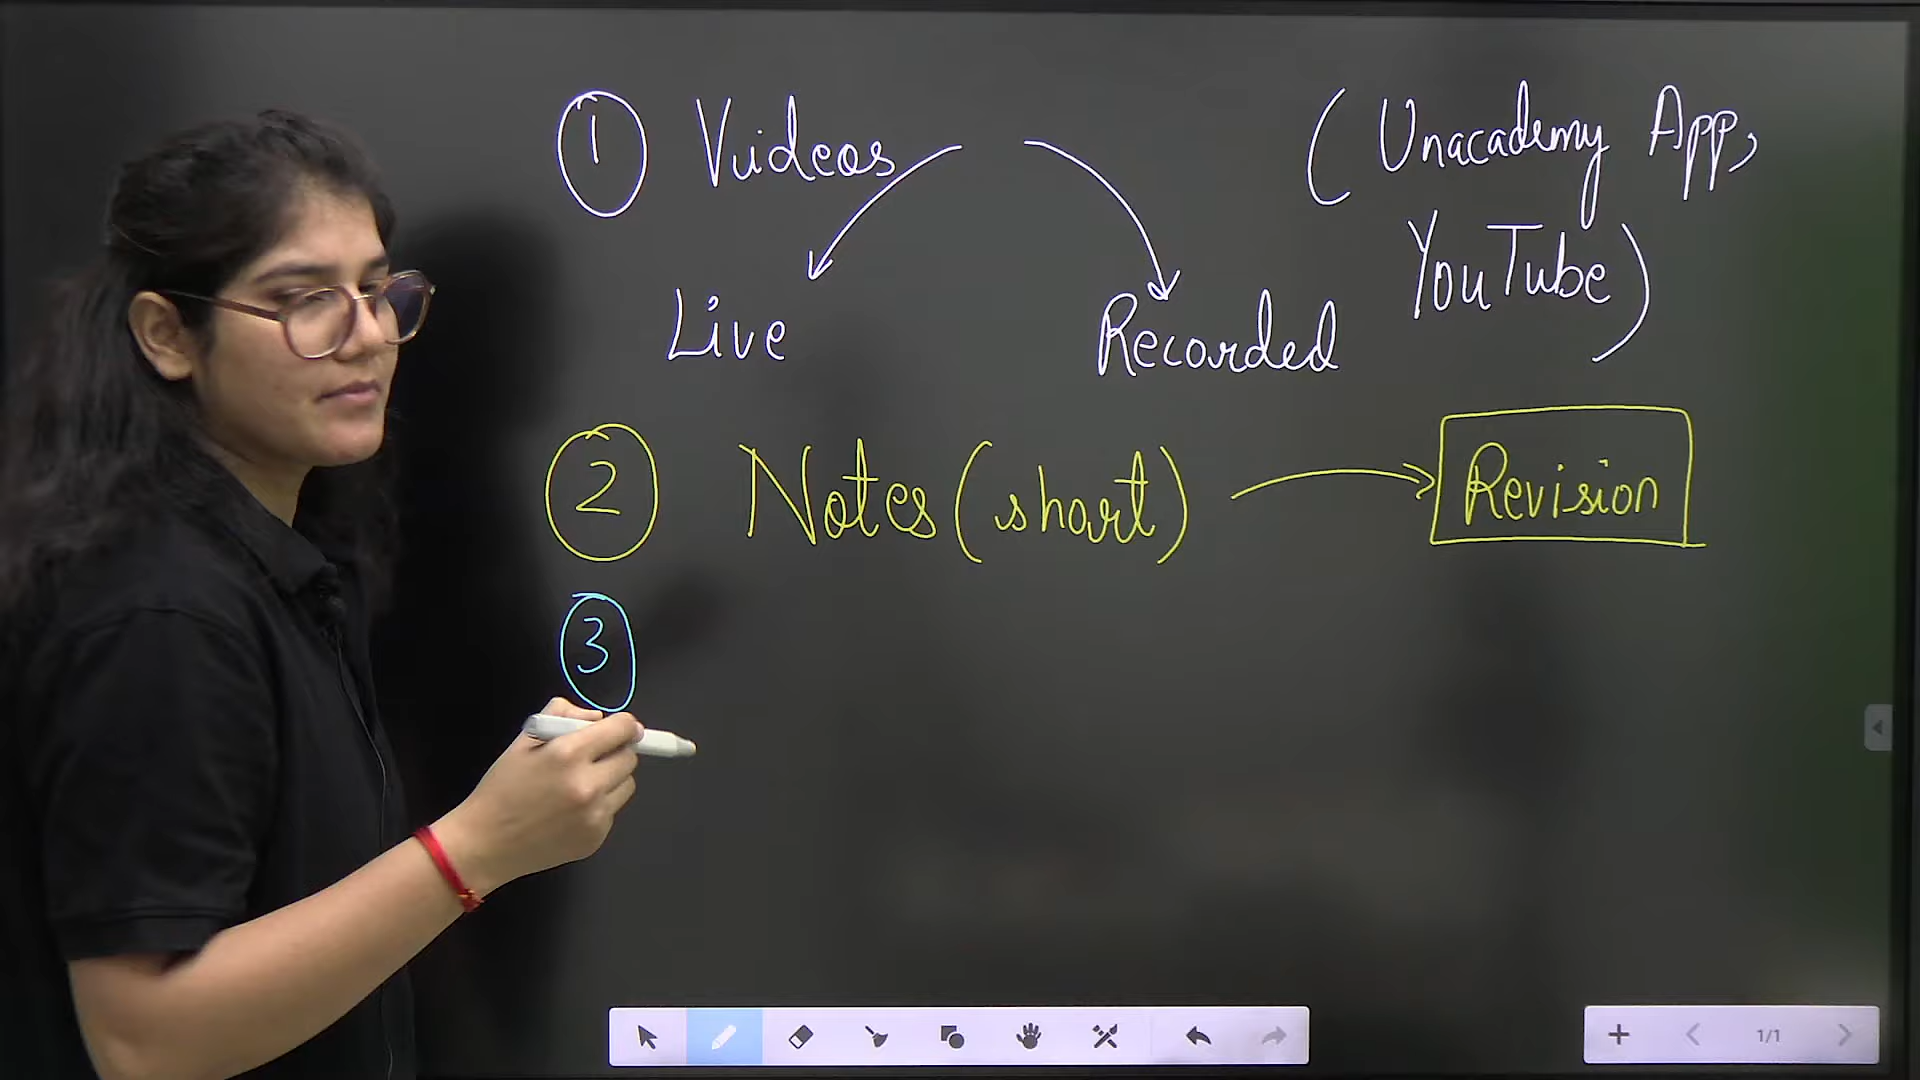 1 Videos (Unacademy App,
YouTube)
Live Recorded
2 Notes (short) Revision
3
1/1